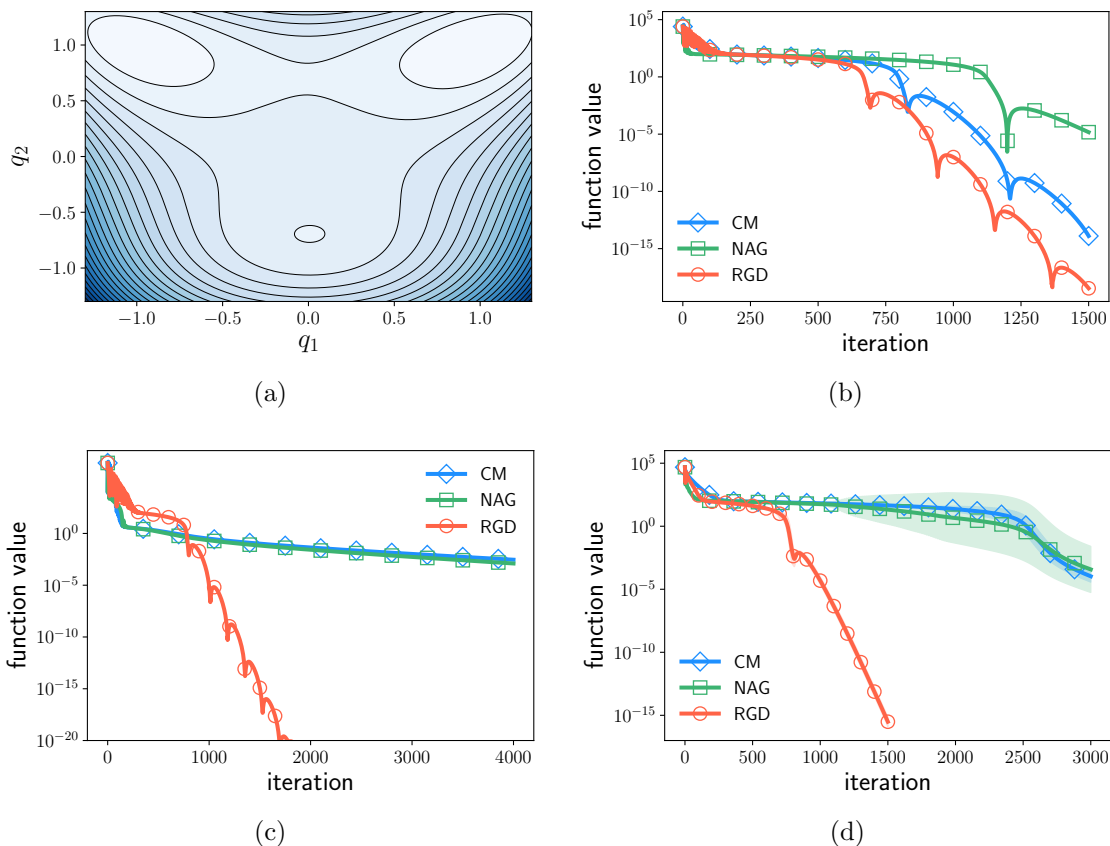 1.0
0.5
0.0
−0.5
−1.0
q2
−1.0 −0.5 0.0 0.5 1.0
q1
(a)
10^5
10^0
10^−5
10^−10
10^−15
function value
CM
NAG
RGD
0 250 500 750 1000 1250 1500
iteration
(b)
10^0
10^−5
10^−10
10^−15
10^−20
function value
CM
NAG
RGD
0 1000 2000 3000 4000
iteration
(c)
10^5
10^0
10^−5
10^−10
10^−15
function value
CM
NAG
RGD
0 500 1000 1500 2000 2500 3000
iteration
(d)